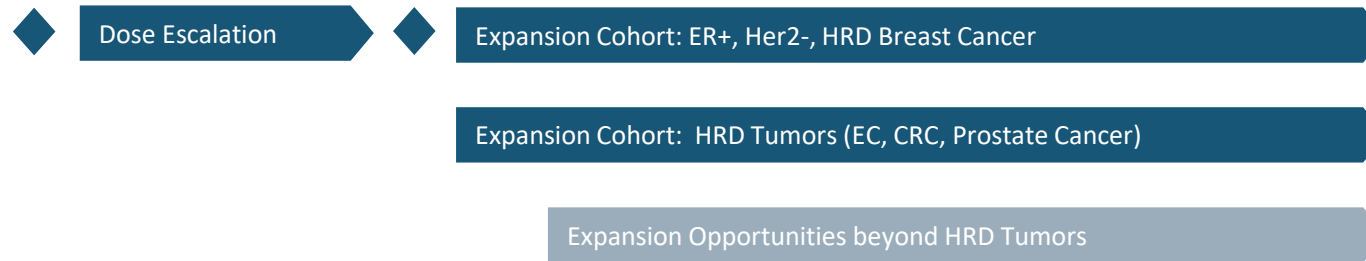 Dose Escalation
Expansion Cohort: ER+, Her2-, HRD Breast Cancer
Expansion Cohort:  HRD Tumors (EC, CRC, Prostate Cancer)
Expansion Opportunities beyond HRD Tumors